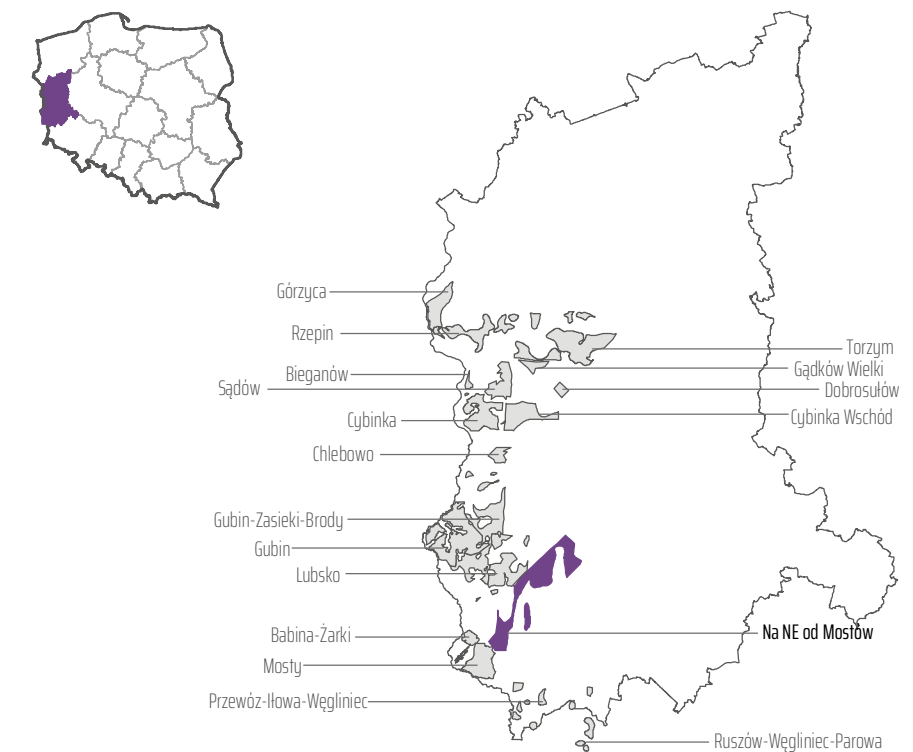 Górzyca
Rzepin
Torzym
Bieganów
Gądków Wielki
Sądów
Dobrosułów
Cybinka
Cybinka Wschód
Chlebowo
Gubin-Zasieki-Brody
Gubin
Lubsko
Babina-Żarki
Na NE od Mostów
Mosty
Przewóz-Iłowa-Węgliniec
Ruszów-Węgliniec-Parowa